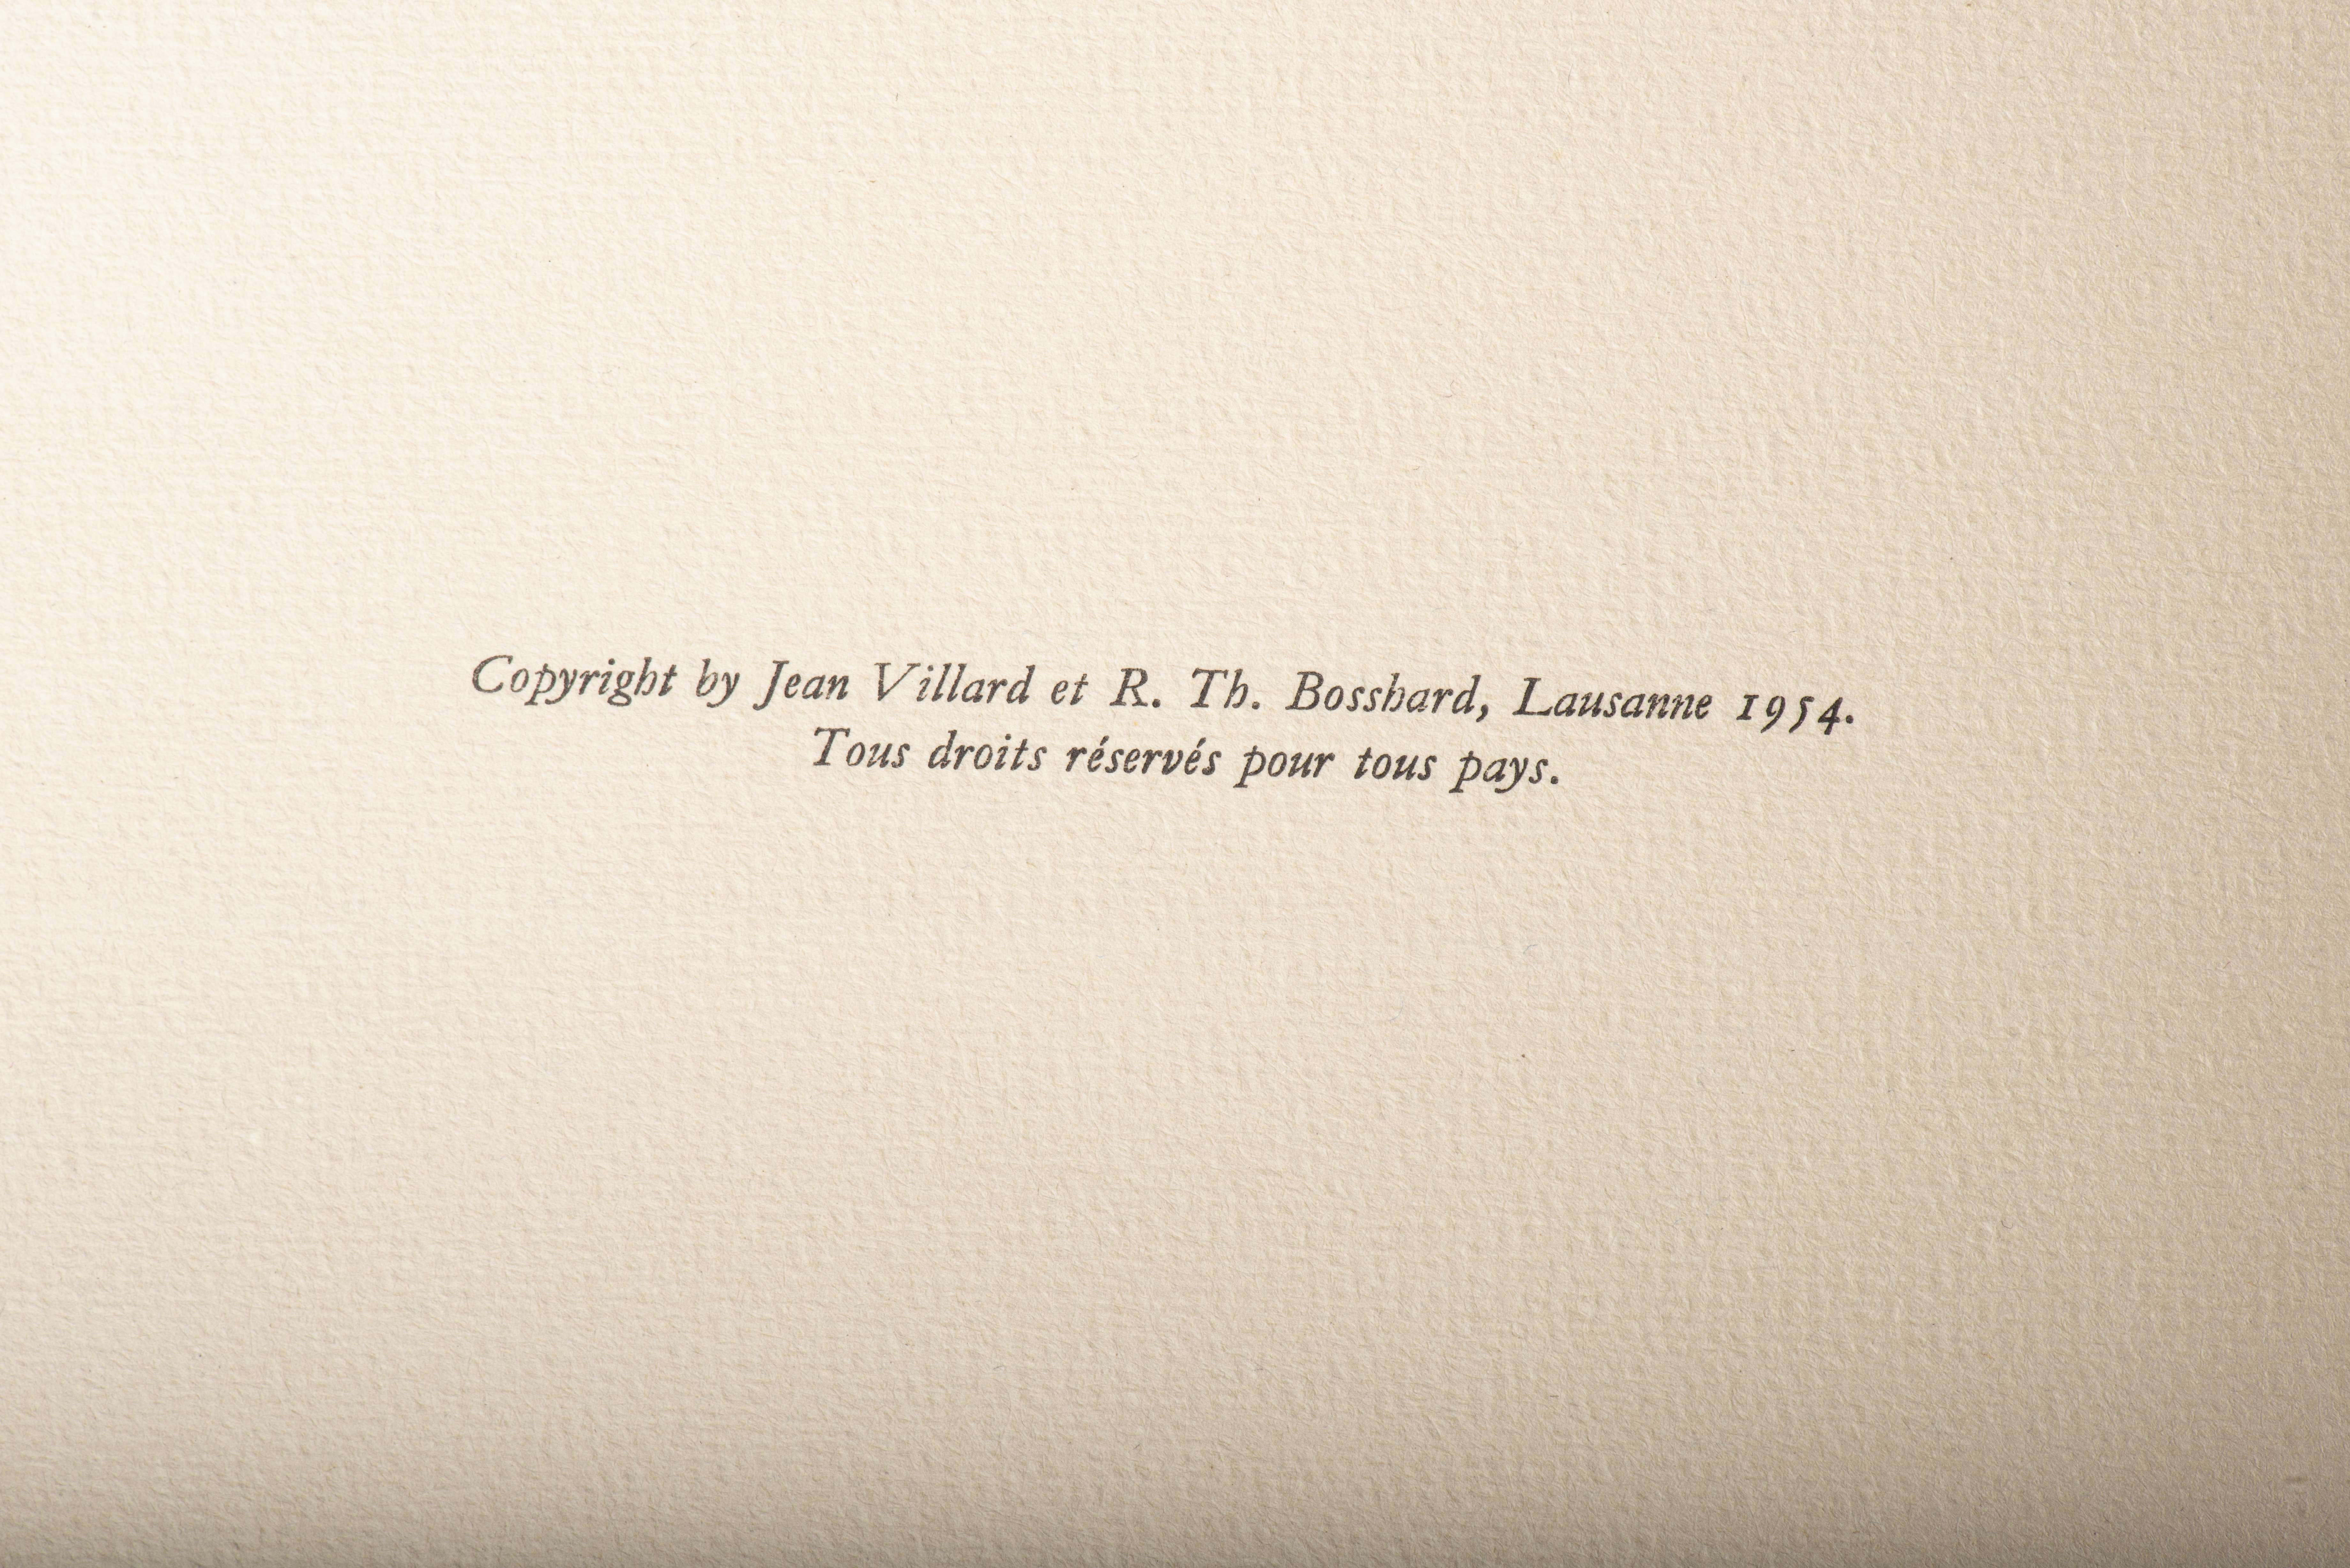 Copyright by Jean Villard et R. Th. Bosshard, Lausanne 1954.
Tous droits réservés pour tous pays.